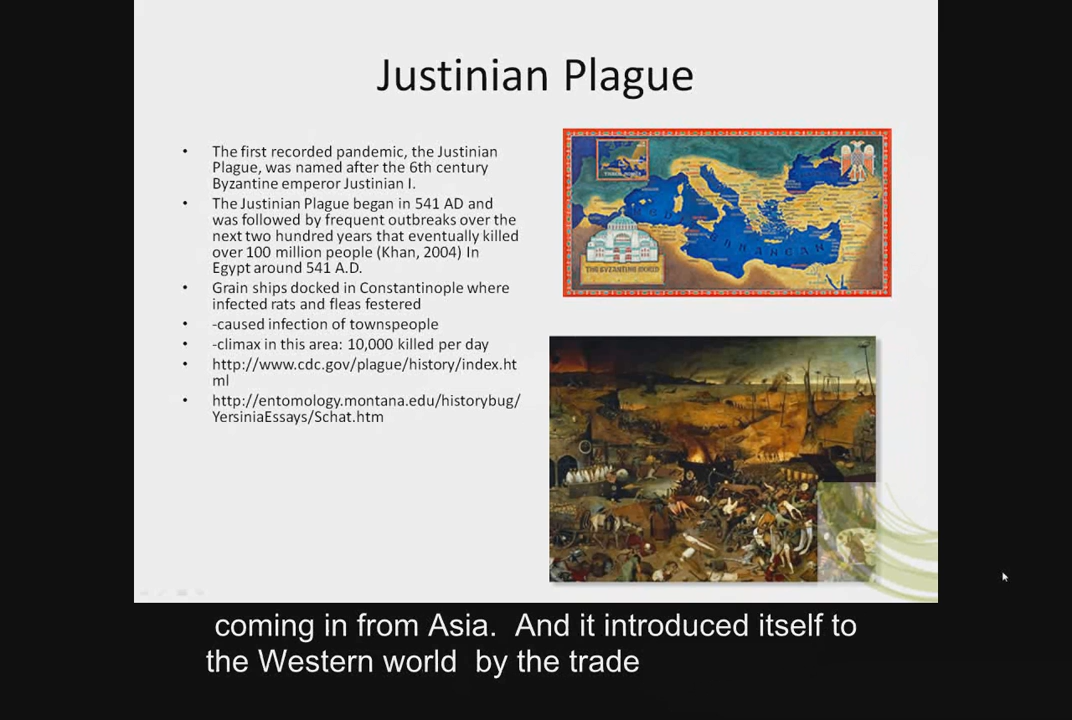 Justinian Plague
• The first recorded pandemic, the Justinian
Plague, was named after the 6th century
Byzantine emperor Justinian I.
• The Justinian Plague began in 541 AD and
was followed by frequent outbreaks over the
next two hundred years that eventually killed
over 100 million people (Khan, 2004) In
Egypt around 541 A.D.
• Grain ships docked in Constantinople where
infected rats and fleas festered
• -caused infection of townspeople
• -climax in this area: 10,000 killed per day
• http://www.cdc.gov/plague/history/index.ht
ml
• http://entomology.montana.edu/historybug/
YersiniaEssays/Schat.htm
THE BYZANTINE WORLD
coming in from Asia.  And it introduced itself to
the Western world  by the trade